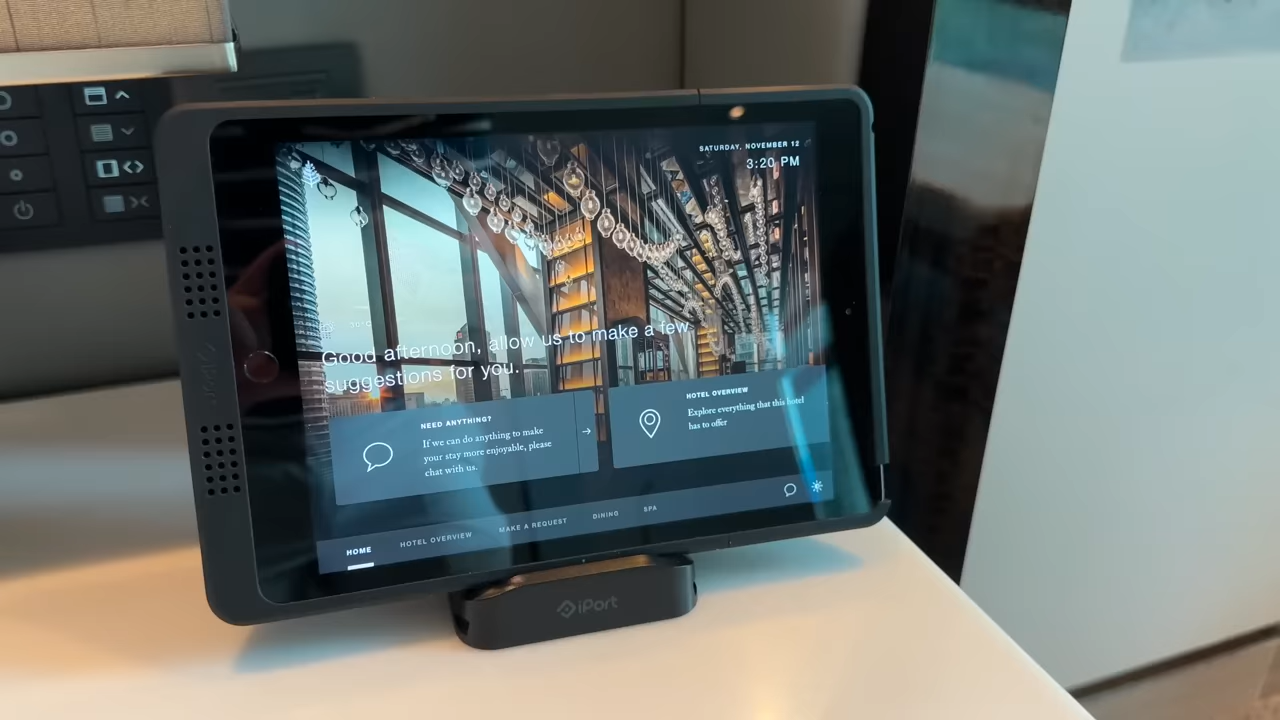 SATURDAY, NOVEMBER 12
3:20 PM
Good afternoon, allow us to make a few
suggestions for you.
NEED ANYTHING?
If we can do anything to make
your stay more enjoyable, please
chat with us.
HOTEL OVERVIEW
Explore everything that this hotel
has to offer
HOME
HOTEL OVERVIEW
MAKE A REQUEST
DINING
SPA
iPort